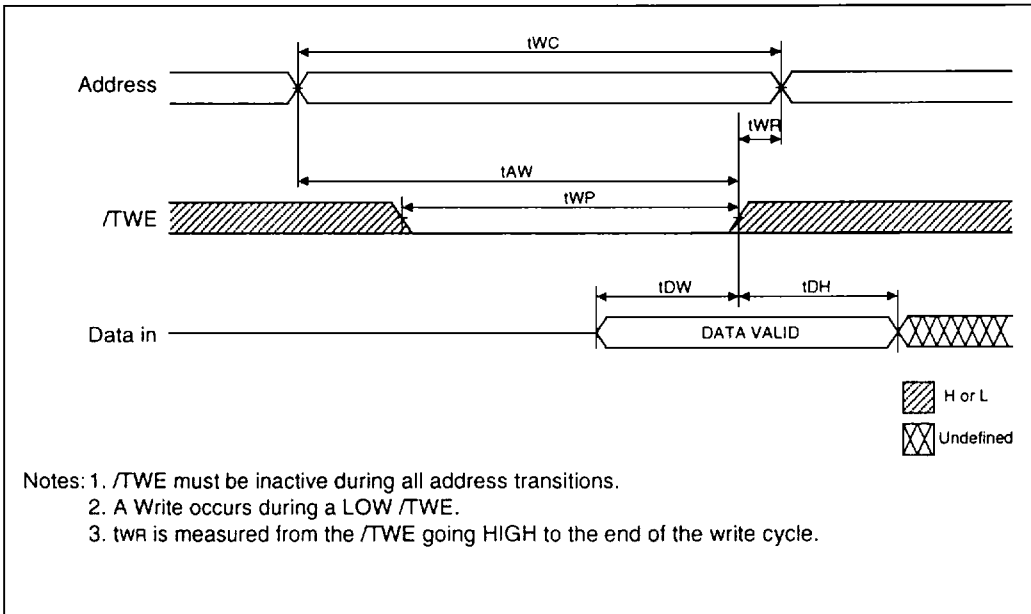 tWC
Address
tWR
tAW
tWP
/TWE
tDW
tDH
Data in
DATA VALID
H or L
Undefined
Notes: 1. /TWE must be inactive during all address transitions.
2. A Write occurs during a LOW /TWE.
3. tWR is measured from the /TWE going HIGH to the end of the write cycle.